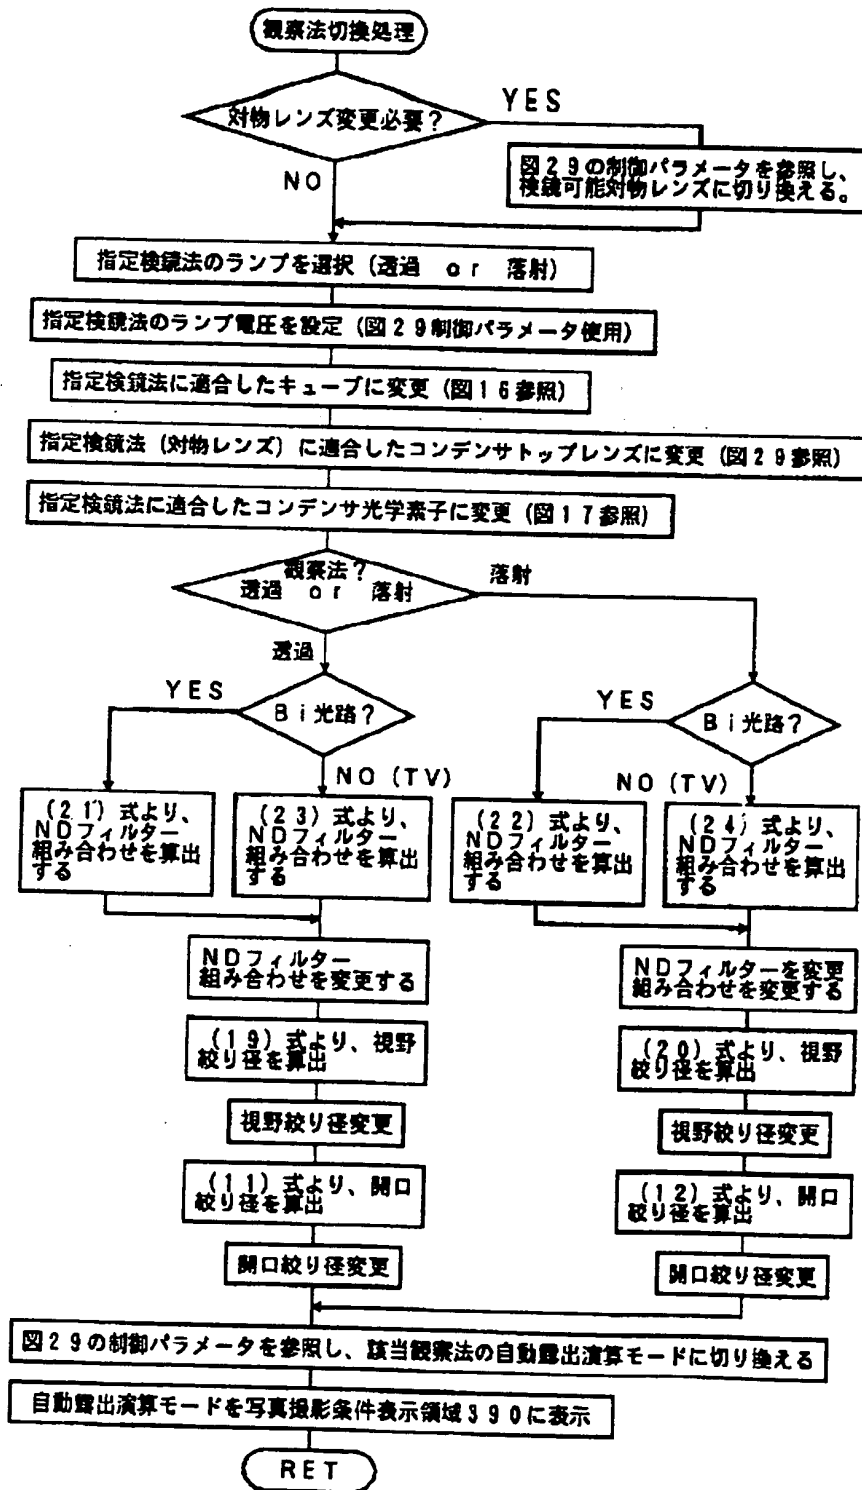 観察法切換処理
対物レンズ変更必要？
YES
NO
図２９の制御パラメータを参照し、
検鏡可能対物レンズに切り換える。
指定検鏡法のランプを選択（透過　ｏｒ　落射）
指定検鏡法のランプ電圧を設定（図２９制御パラメータ使用）
指定検鏡法に適合したキューブに変更（図１６参照）
指定検鏡法（対物レンズ）に適合したコンデンサトップレンズに変更（図２９参照）
指定検鏡法に適合したコンデンサ光学素子に変更（図１７参照）
観察法？
透過　ｏｒ　落射
落射
透過
YES
Ｂｉ光路？
NO（TV）
YES
Ｂｉ光路？
NO（TV）
（２１）式より、
NDフィルター
組み合わせを算出
する
（２３）式より、
NDフィルター
組み合わせを算出
する
（２２）式より、
NDフィルター
組み合わせを算出
する
（２４）式より、
NDフィルター
組み合わせを算出
する
NDフィルター
組み合わせを変更する
（１９）式より、視野
絞り径を算出
視野絞り径変更
（１１）式より、開口
絞り径を算出
開口絞り径変更
NDフィルターを変更
組み合わせを変更する
（２０）式より、視野
絞り径を算出
視野絞り径変更
（１２）式より、開口
絞り径を算出
開口絞り径変更
図２９の制御パラメータを参照し、該当観察法の自動露出演算モードに切り換える
自動露出演算モードを写真撮影条件表示領域３９０に表示
RET